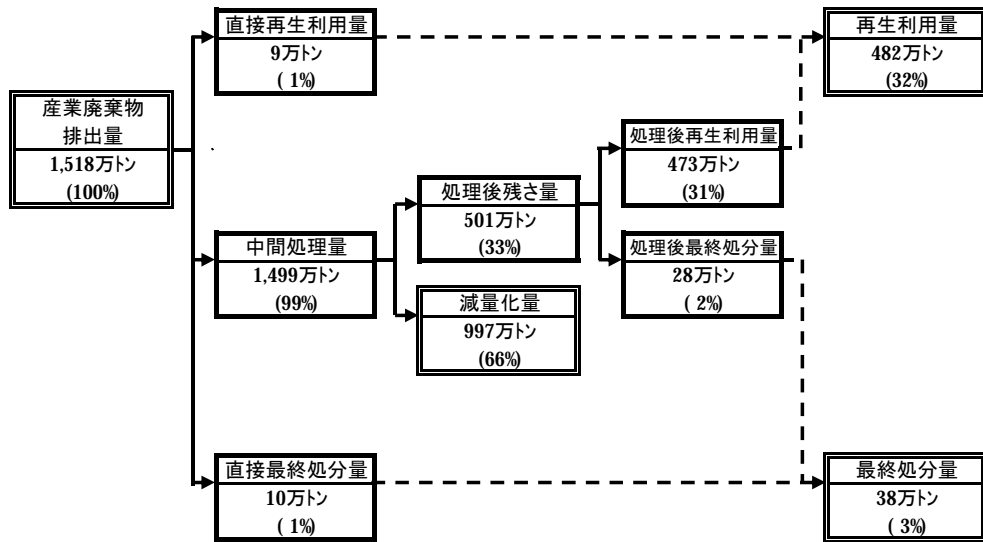 産業廃棄物
排出量
1,518万トン
(100%)
直接再生利用量
9万トン
( 1%)
中間処理量
1,499万トン
(99%)
直接最終処分量
10万トン
( 1%)
処理後残さ量
501万トン
(33%)
減量化量
997万トン
(66%)
処理後再生利用量
473万トン
(31%)
処理後最終処分量
28万トン
( 2%)
再生利用量
482万トン
(32%)
最終処分量
38万トン
( 3%)